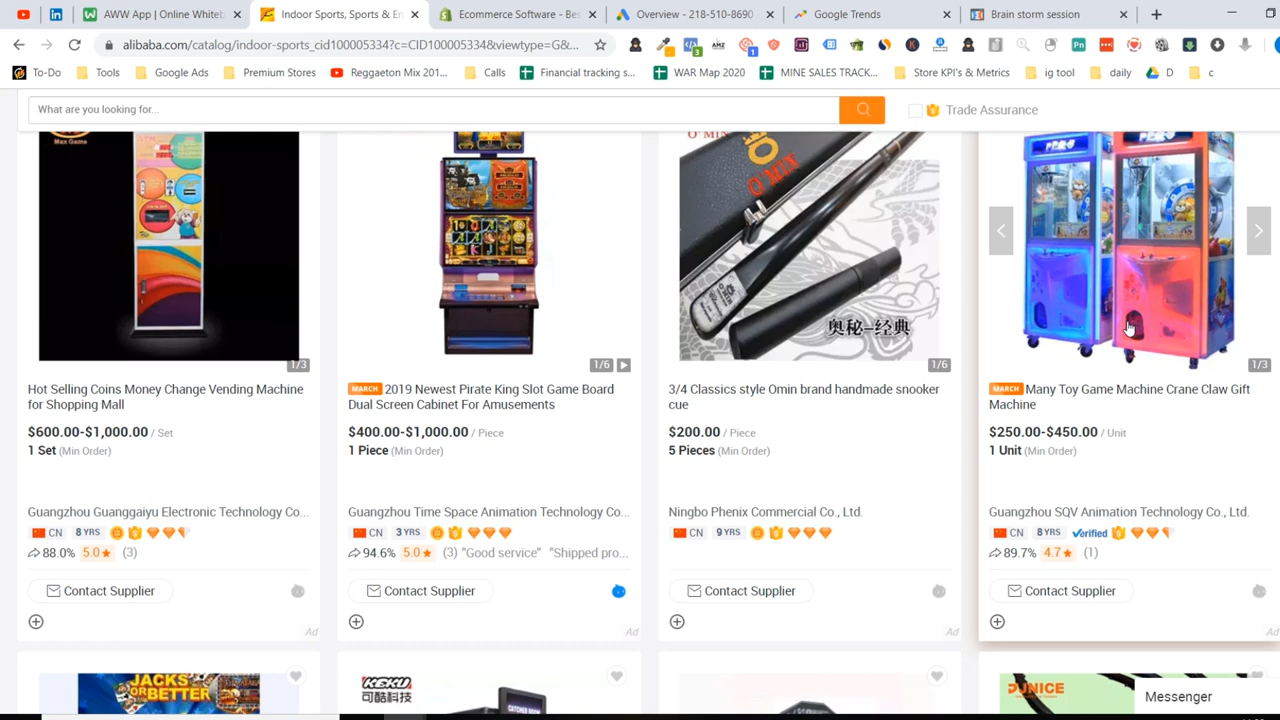 AWW App | Online Whiteb
Indoor Sports, Sports & En
Ecommerce Software - Bes
Overview - 218-510-8690
Google Trends
Brain storm session
alibaba.com/catalog/indoor-sports_cid100005334?c=CID100005334&viewtype=G&...
To-Do
Tools
Google Ads
Premium Stores
Reggaeton Mix 201...
Calls
Financial tracking s...
WAR Map 2020
MINE SALES TRACK...
Store KPI's & Metrics
ig tool
daily
D
c
What are you looking for...
Trade Assurance
Max Game
O'MIN
O'MIN
奥秘-经典
1/3
1/6
1/6
1/3
Hot Selling Coins Money Change Vending Machine
for Shopping Mall
$600.00-$1,000.00 / Set
1 Set (Min Order)
Guangzhou Guanggaiyu Electronic Technology Co...
CN 8 YRS
88.0% 5.0 (3)
Contact Supplier
Ad
MARCH 2019 Newest Pirate King Slot Game Board
Dual Screen Cabinet For Amusements
$400.00-$1,000.00 / Piece
1 Piece (Min Order)
Guangzhou Time Space Animation Technology Co...
CN 3 YRS
94.6% 5.0 (3) "Good service" "Shipped pro...
Contact Supplier
Ad
3/4 Classics style Omin brand handmade snooker
cue
$200.00 / Piece
5 Pieces (Min Order)
Ningbo Phenix Commercial Co., Ltd.
CN 9 YRS
Contact Supplier
Ad
MARCH Many Toy Game Machine Crane Claw Gift
Machine
$250.00-$450.00 / Unit
1 Unit (Min Order)
Guangzhou SQV Animation Technology Co., Ltd.
CN 8 YRS Verified
89.7% 4.7 (1)
Contact Supplier
Ad
JACKS
OR BETTER
KEKU
可酷科技
DUNICE
Messenger